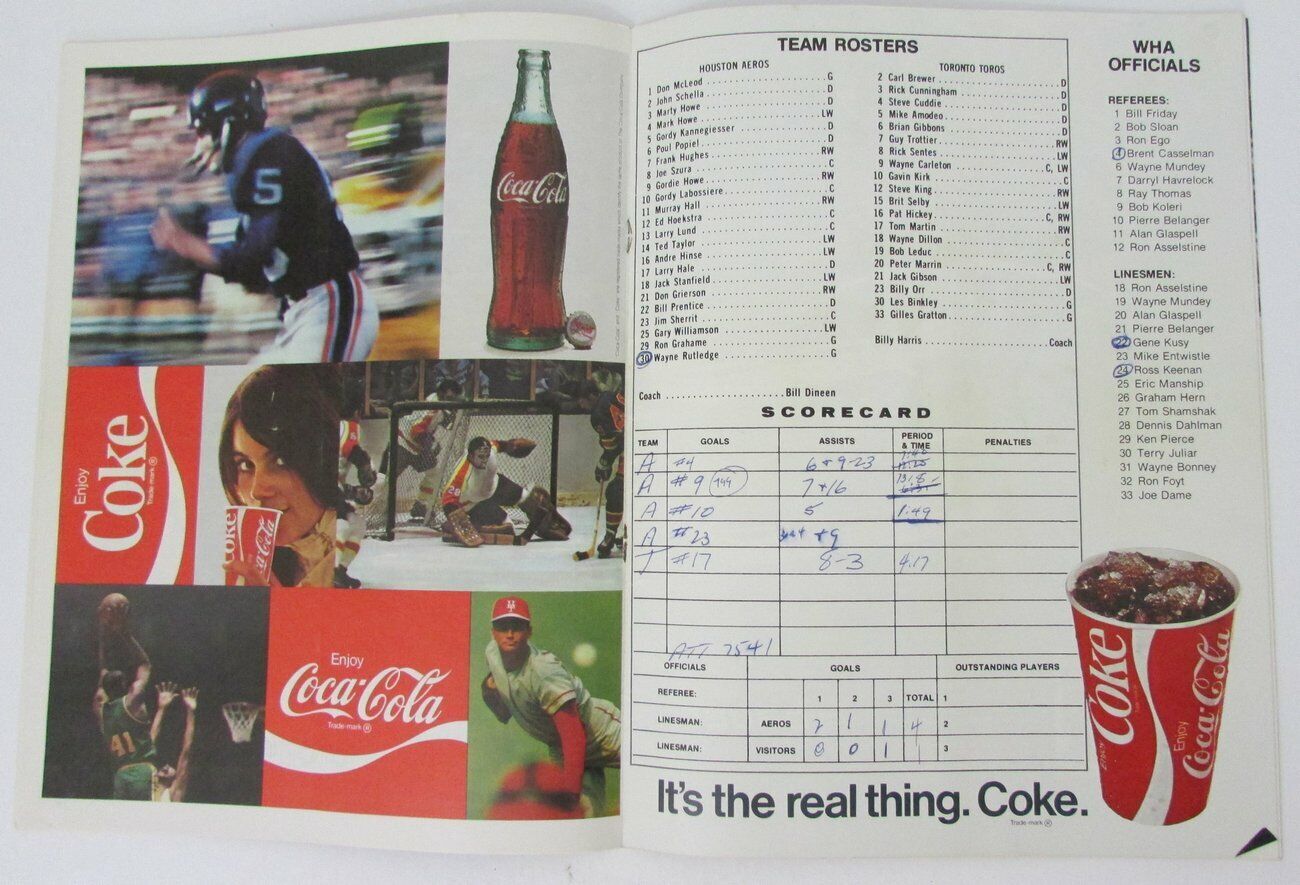 5
Coca-Cola
Enjoy
Coke
Trade-mark ®
Coke
Coca-Cola
28
41
Enjoy
Coca-Cola
Trade-mark ®
TEAM ROSTERS
HOUSTON AEROS
1 Don McLeod G
2 John Schella D
3 Marty Howe D
4 Mark Howe LW
5 Gordy Kannegiesser D
6 Poul Popiel D
7 Frank Hughes RW
8 Joe Szura C
9 Gordie Howe RW
10 Gordy Labossiere C
11 Murray Hall RW
12 Ed Hoekstra C
13 Larry Lund C
14 Ted Taylor LW
16 Andre Hinse LW
17 Larry Hale D
18 Jack Stanfield LW
21 Don Grierson RW
22 Bill Prentice D
23 Jim Sherrit C
25 Gary Williamson LW
29 Ron Grahame G
30 Wayne Rutledge G
Coach Bill Dineen
TORONTO TOROS
2 Carl Brewer D
3 Rick Cunningham D
4 Steve Cuddie D
5 Mike Amodeo D
6 Brian Gibbons D
7 Guy Trottier RW
8 Rick Sentes LW
9 Wayne Carleton C, LW
10 Gavin Kirk C
12 Steve King RW
15 Brit Selby LW
16 Pat Hickey C, RW
17 Tom Martin RW
18 Wayne Dillon C
19 Bob Leduc C
20 Peter Marrin C, RW
21 Jack Gibson LW
23 Billy Orr D
30 Les Binkley G
33 Gilles Gratton G
Billy Harris Coach
SCORECARD
TEAM GOALS ASSISTS PERIOD & TIME PENALTIES
A #4 6+9-23
A #9 (149) 7+16
A #10 5 1.49
A #23 +9
T #17 8-3 4.17
ATT 7541
OFFICIALS GOALS OUTSTANDING PLAYERS
REFEREE: 1 2 3 TOTAL 1
LINESMAN: AEROS 2 1 1 4 2
LINESMAN: VISITORS 0 0 1 1 3
It's the real thing. Coke.
Trade-mark ®
WHA
OFFICIALS
REFEREES:
1 Bill Friday
2 Bob Sloan
3 Ron Ego
4 Brent Casselman
6 Wayne Mundey
7 Darryl Havrelock
8 Ray Thomas
9 Bob Koleri
10 Pierre Belanger
11 Alan Glaspell
12 Ron Asselstine
LINESMEN:
18 Ron Asselstine
19 Wayne Mundey
20 Alan Glaspell
21 Pierre Belanger
22 Gene Kusy
23 Mike Entwistle
24 Ross Keenan
25 Eric Manship
26 Graham Hern
27 Tom Shamshak
28 Dennis Dahlman
29 Ken Pierce
30 Terry Juliar
31 Wayne Bonney
32 Ron Foyt
33 Joe Dame
Enjoy
Coke
Enjoy
Coca-Cola